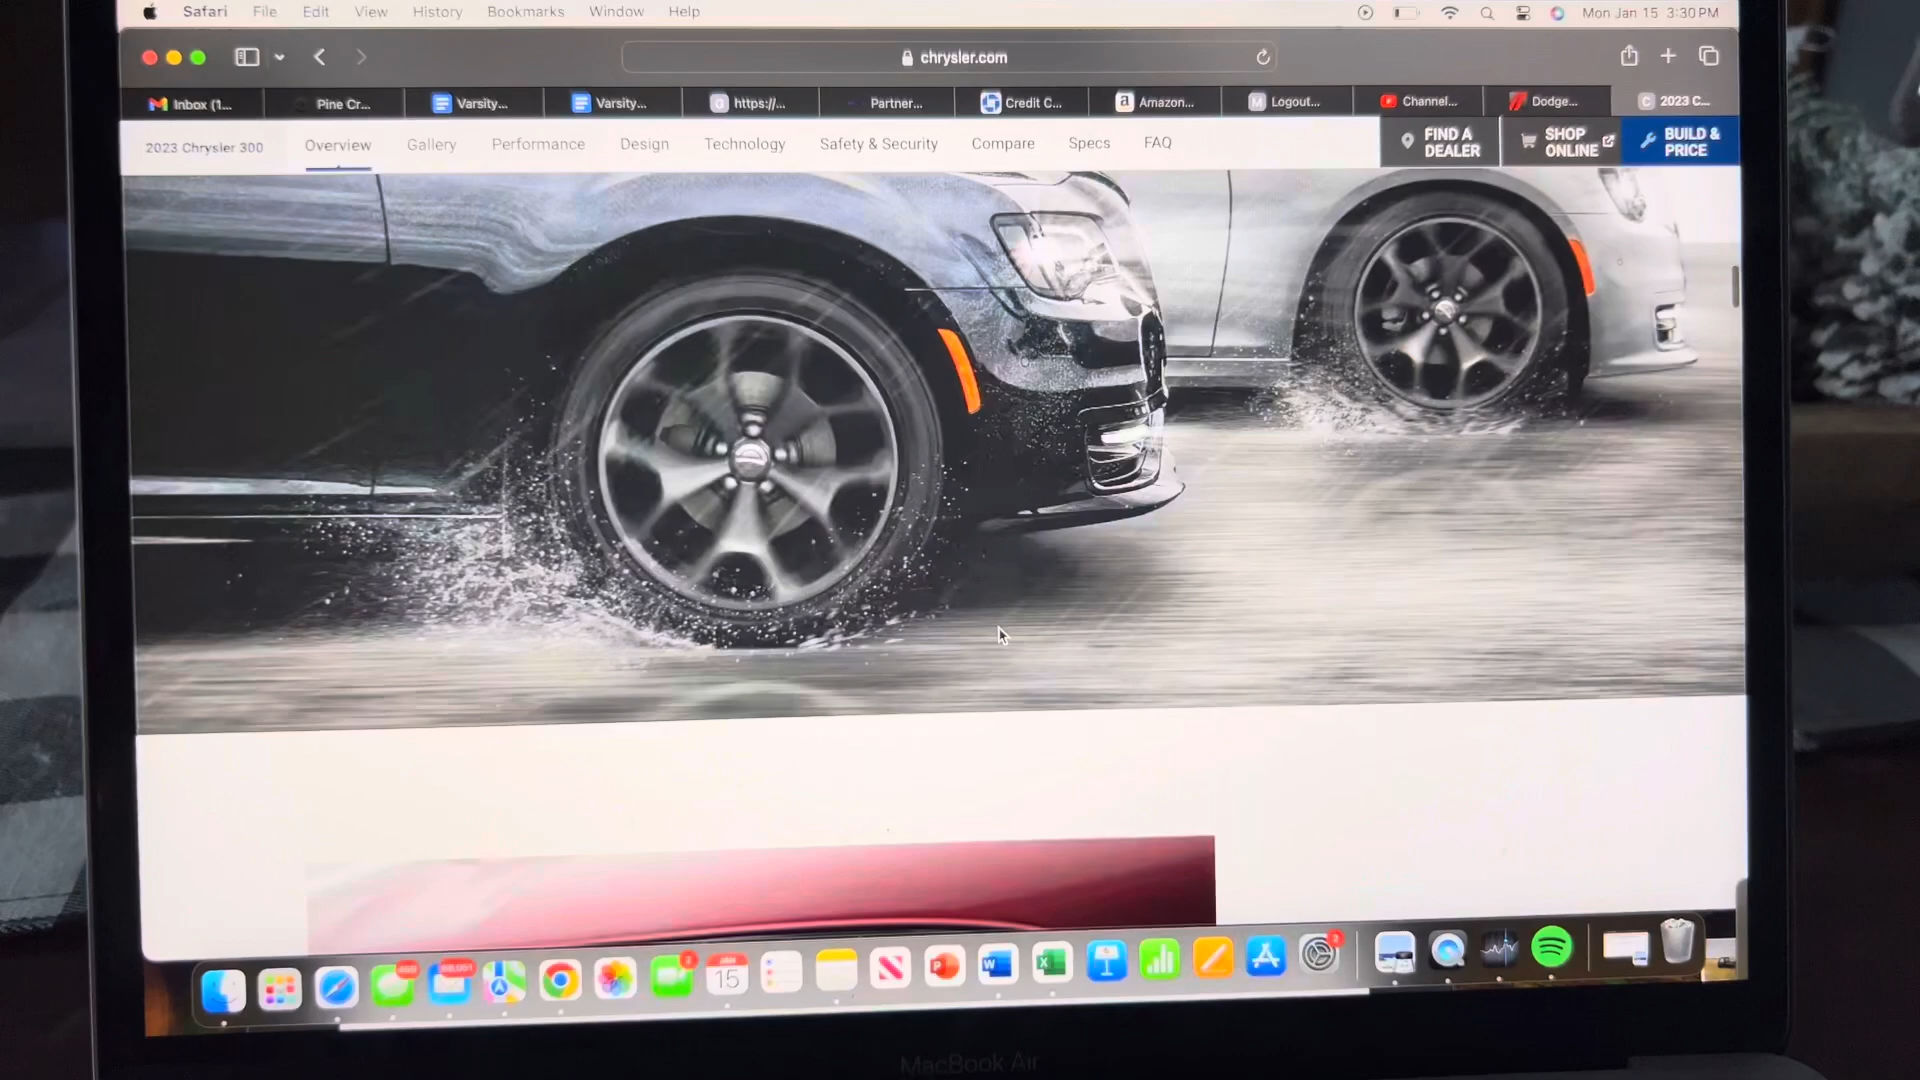 Safari File Edit View History Bookmarks Window Help Mon Jan 15 3:30 PM
chrysler.com
Inbox (1... Pine Cr... Varsity... Varsity... https://... Partner... Credit C... Amazon... Logout... Channel... Dodge... 2023 C...
2023 Chrysler 300 Overview Gallery Performance Design Technology Safety & Security Compare Specs FAQ
FIND A
DEALER
SHOP
ONLINE
BUILD &
PRICE
JAN
15
MacBook Air